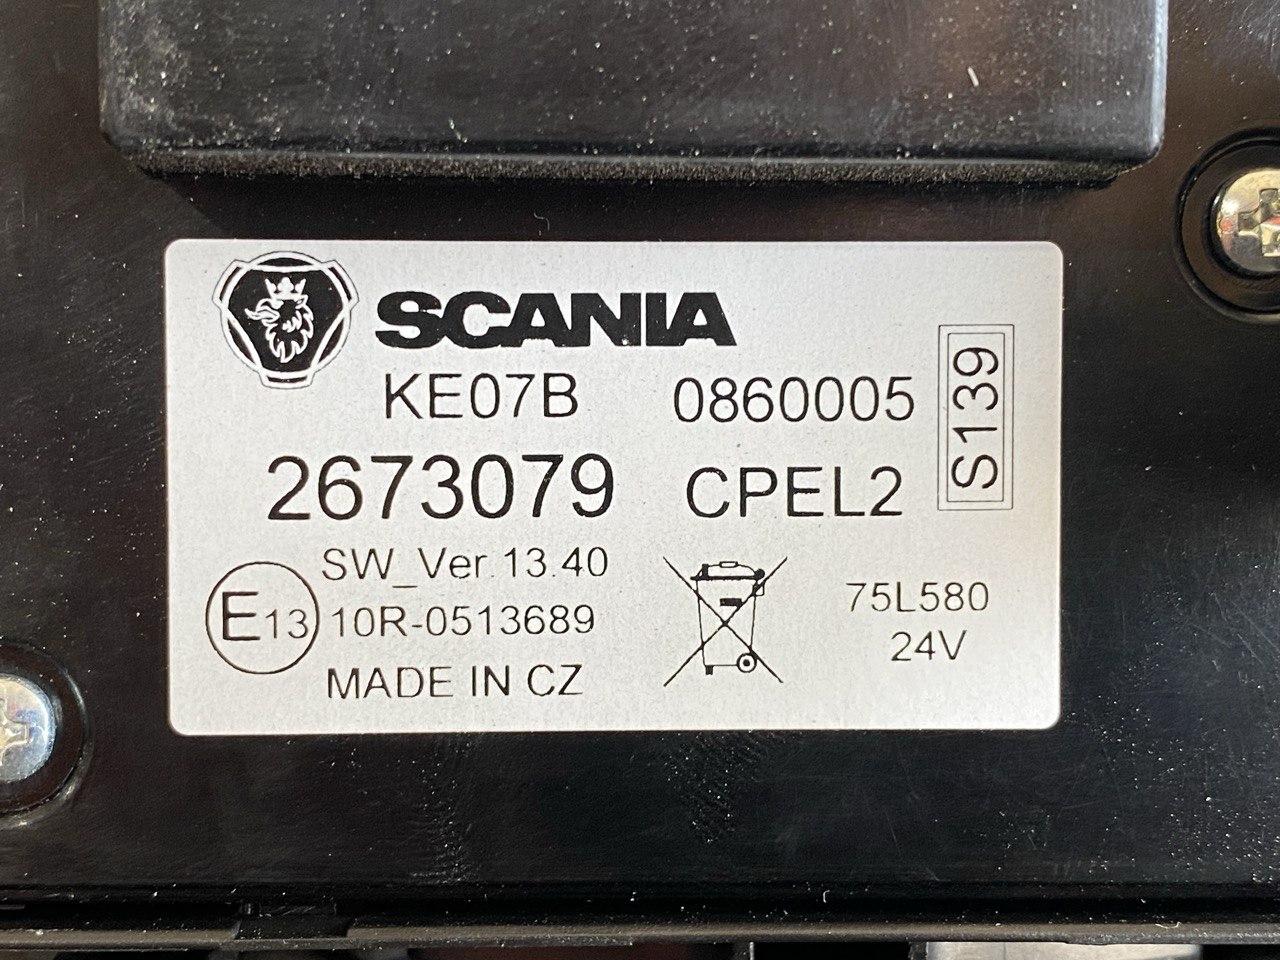 SCANIA
KE07B 0860005
S139
2673079 CPEL2
SW_Ver.13.40
E13 10R-0513689
75L580
24V
MADE IN CZ